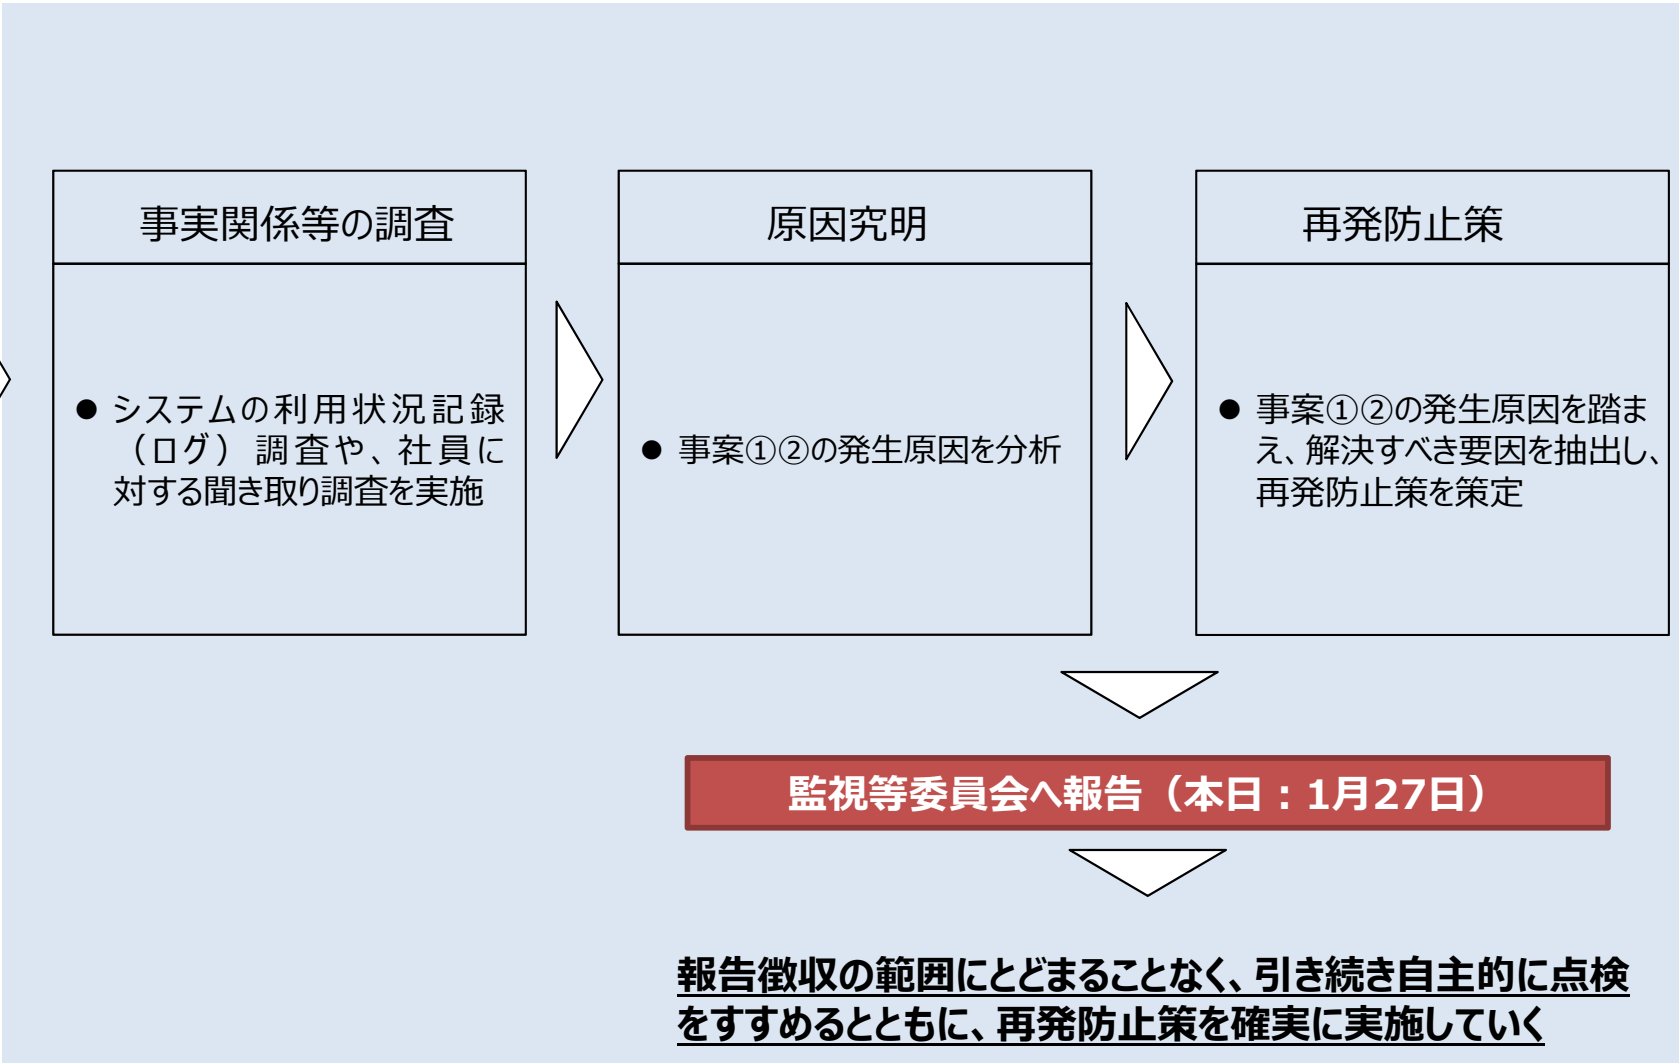 事実関係等の調査
● システムの利用状況記録
（ログ）調査や、社員に
対する聞き取り調査を実施
原因究明
● 事案①②の発生原因を分析
再発防止策
● 事案①②の発生原因を踏ま
え、解決すべき要因を抽出し、
再発防止策を策定
監視等委員会へ報告（本日：1月27日）
報告徴収の範囲にとどまることなく、引き続き自主的に点検
をすすめるとともに、再発防止策を確実に実施していく